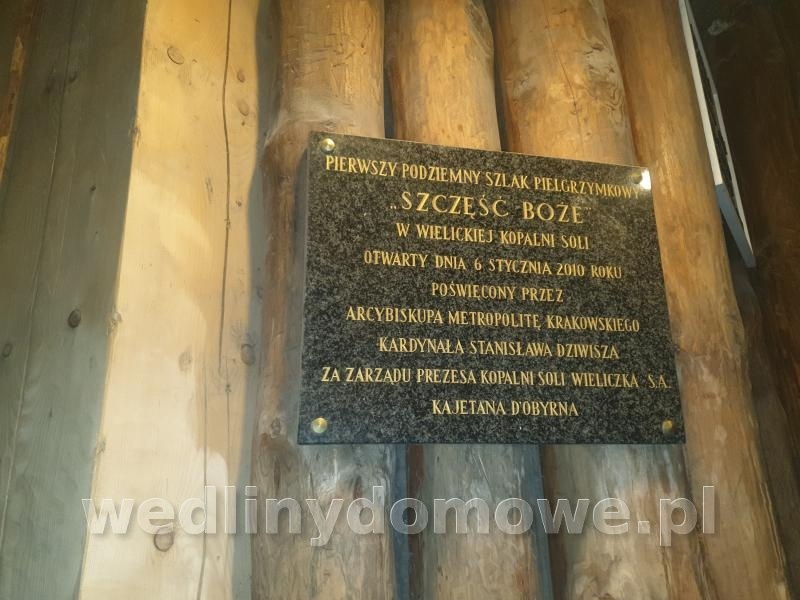 PIERWSZY PODZIEMNY SZLAK PIELGRZYMKOWY
„SZCZĘŚĆ BOŻE"
W WIELICKIEJ KOPALNI SOLI
OTWARTY DNIA 6 STYCZNIA 2010 ROKU
POŚWIĘCONY PRZEZ
ARCYBISKUPA METROPOLITĘ KRAKOWSKIEGO
KARDYNAŁA STANISŁAWA DZIWISZA
ZA ZARZĄDU PREZESA KOPALNI SOLI WIELICZKA S.A.
KAJETANA D'OBYRNA
wedlinydomowe.pl